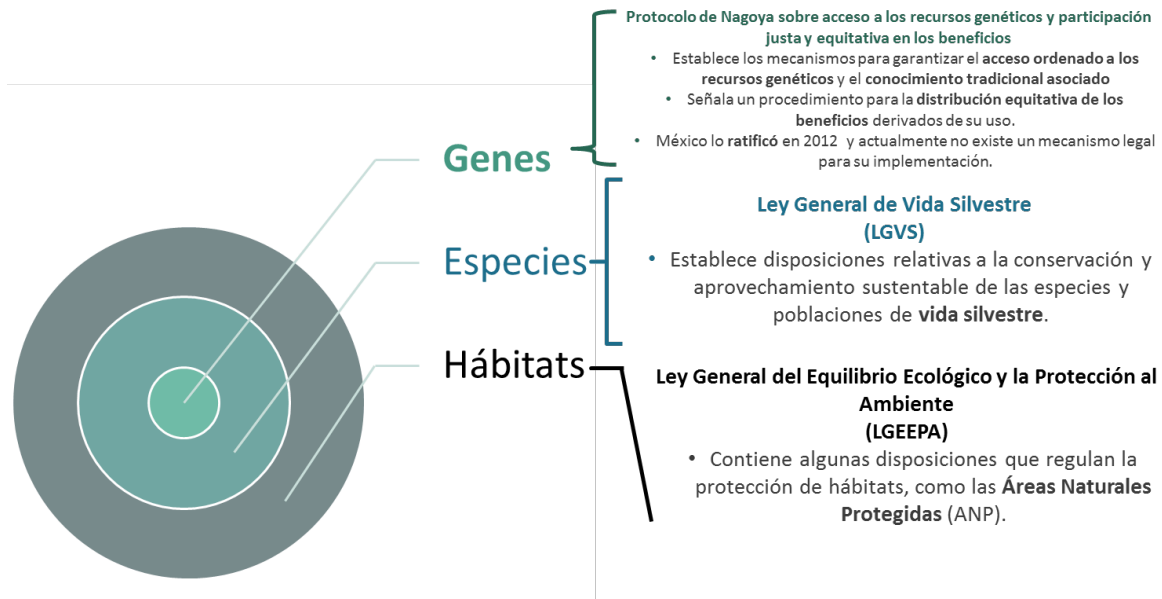 Protocolo de Nagoya sobre acceso a los recursos genéticos y participación
justa y equitativa en los beneficios
• Establece los mecanismos para garantizar el acceso ordenado a los
recursos genéticos y el conocimiento tradicional asociado
• Señala un procedimiento para la distribución equitativa de los
beneficios derivados de su uso.
• México lo ratificó en 2012 y actualmente no existe un mecanismo legal
para su implementación.
Genes
Ley General de Vida Silvestre
(LGVS)
• Establece disposiciones relativas a la conservación y
aprovechamiento sustentable de las especies y
poblaciones de vida silvestre.
Especies
Hábitats
Ley General del Equilibrio Ecológico y la Protección al
Ambiente
(LGEEPA)
• Contiene algunas disposiciones que regulan la
protección de hábitats, como las Áreas Naturales
Protegidas (ANP).